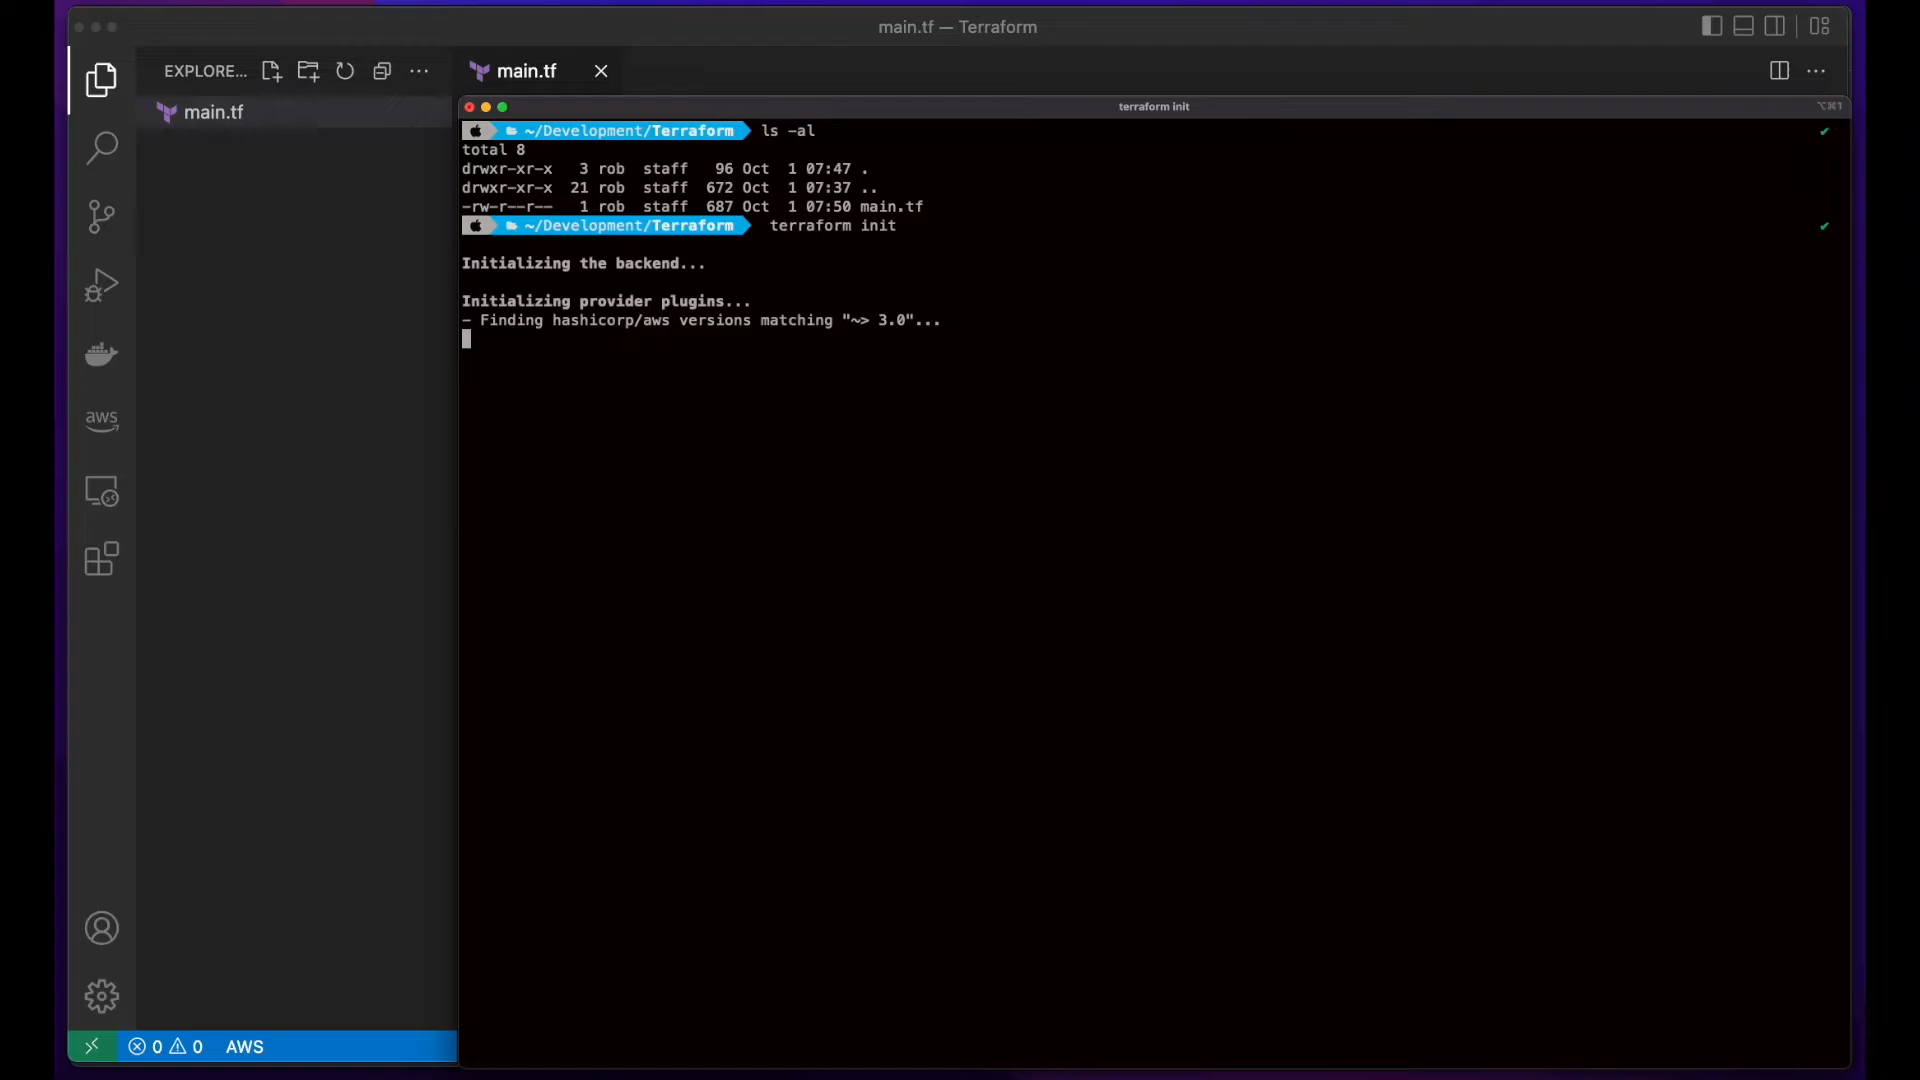 main.tf — Terraform
EXPLORE...
main.tf
main.tf
terraform init
⌥⌘1
~/Development/Terraform ls -al
total 8
drwxr-xr-x 3 rob staff 96 Oct 1 07:47 .
drwxr-xr-x 21 rob staff 672 Oct 1 07:37 ..
-rw-r--r-- 1 rob staff 687 Oct 1 07:50 main.tf
~/Development/Terraform terraform init
Initializing the backend...
Initializing provider plugins...
- Finding hashicorp/aws versions matching "~> 3.0"...
aws
0 0 AWS